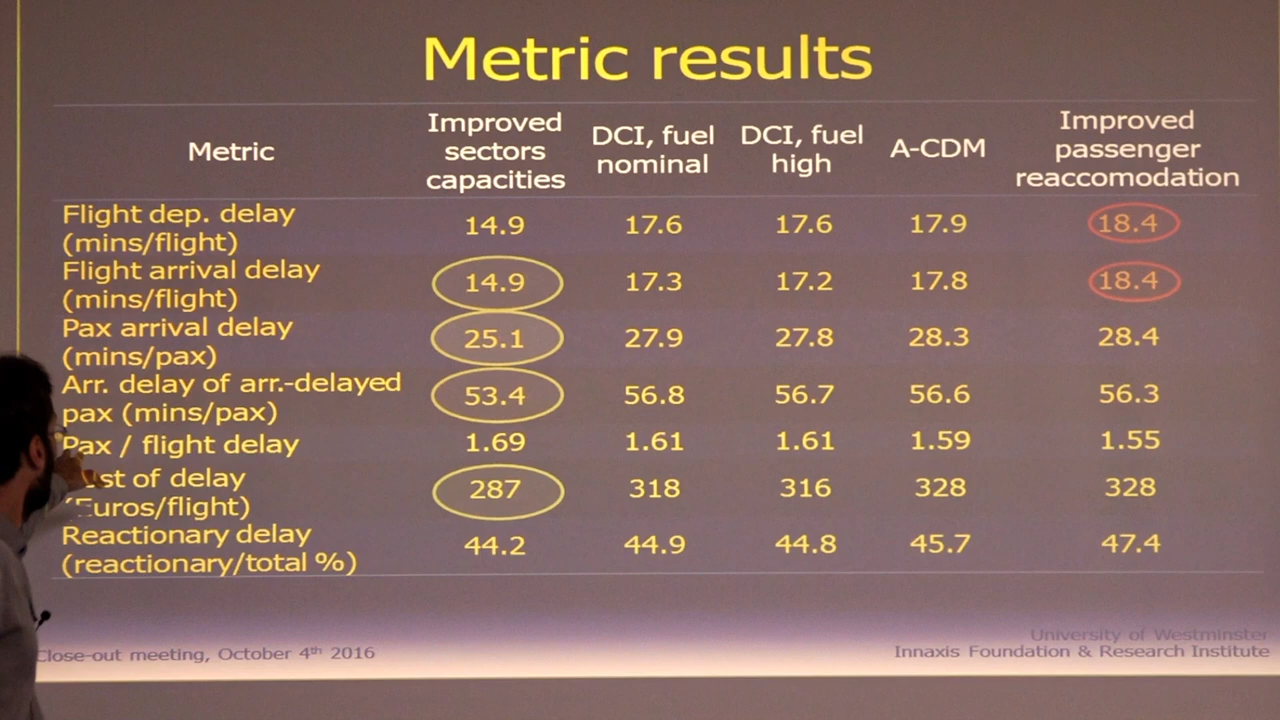 Metric results
Metric
Improved
sectors
capacities
DCI, fuel
nominal
DCI, fuel
high
A-CDM
Improved
passenger
reaccomodation
Flight dep. delay
(mins/flight)
14.9
17.6
17.6
17.9
18.4
Flight arrival delay
(mins/flight)
14.9
17.3
17.2
17.8
18.4
Pax arrival delay
(mins/pax)
25.1
27.9
27.8
28.3
28.4
Arr. delay of arr.-delayed
pax (mins/pax)
53.4
56.8
56.7
56.6
56.3
Pax / flight delay
1.69
1.61
1.61
1.59
1.55
of delay
(Euros/flight)
287
318
316
328
328
Reactionary delay
(reactionary/total %)
44.2
44.9
44.8
45.7
47.4
Close-out meeting, October 4th 2016
University of Westminster
Innaxis Foundation & Research Institute